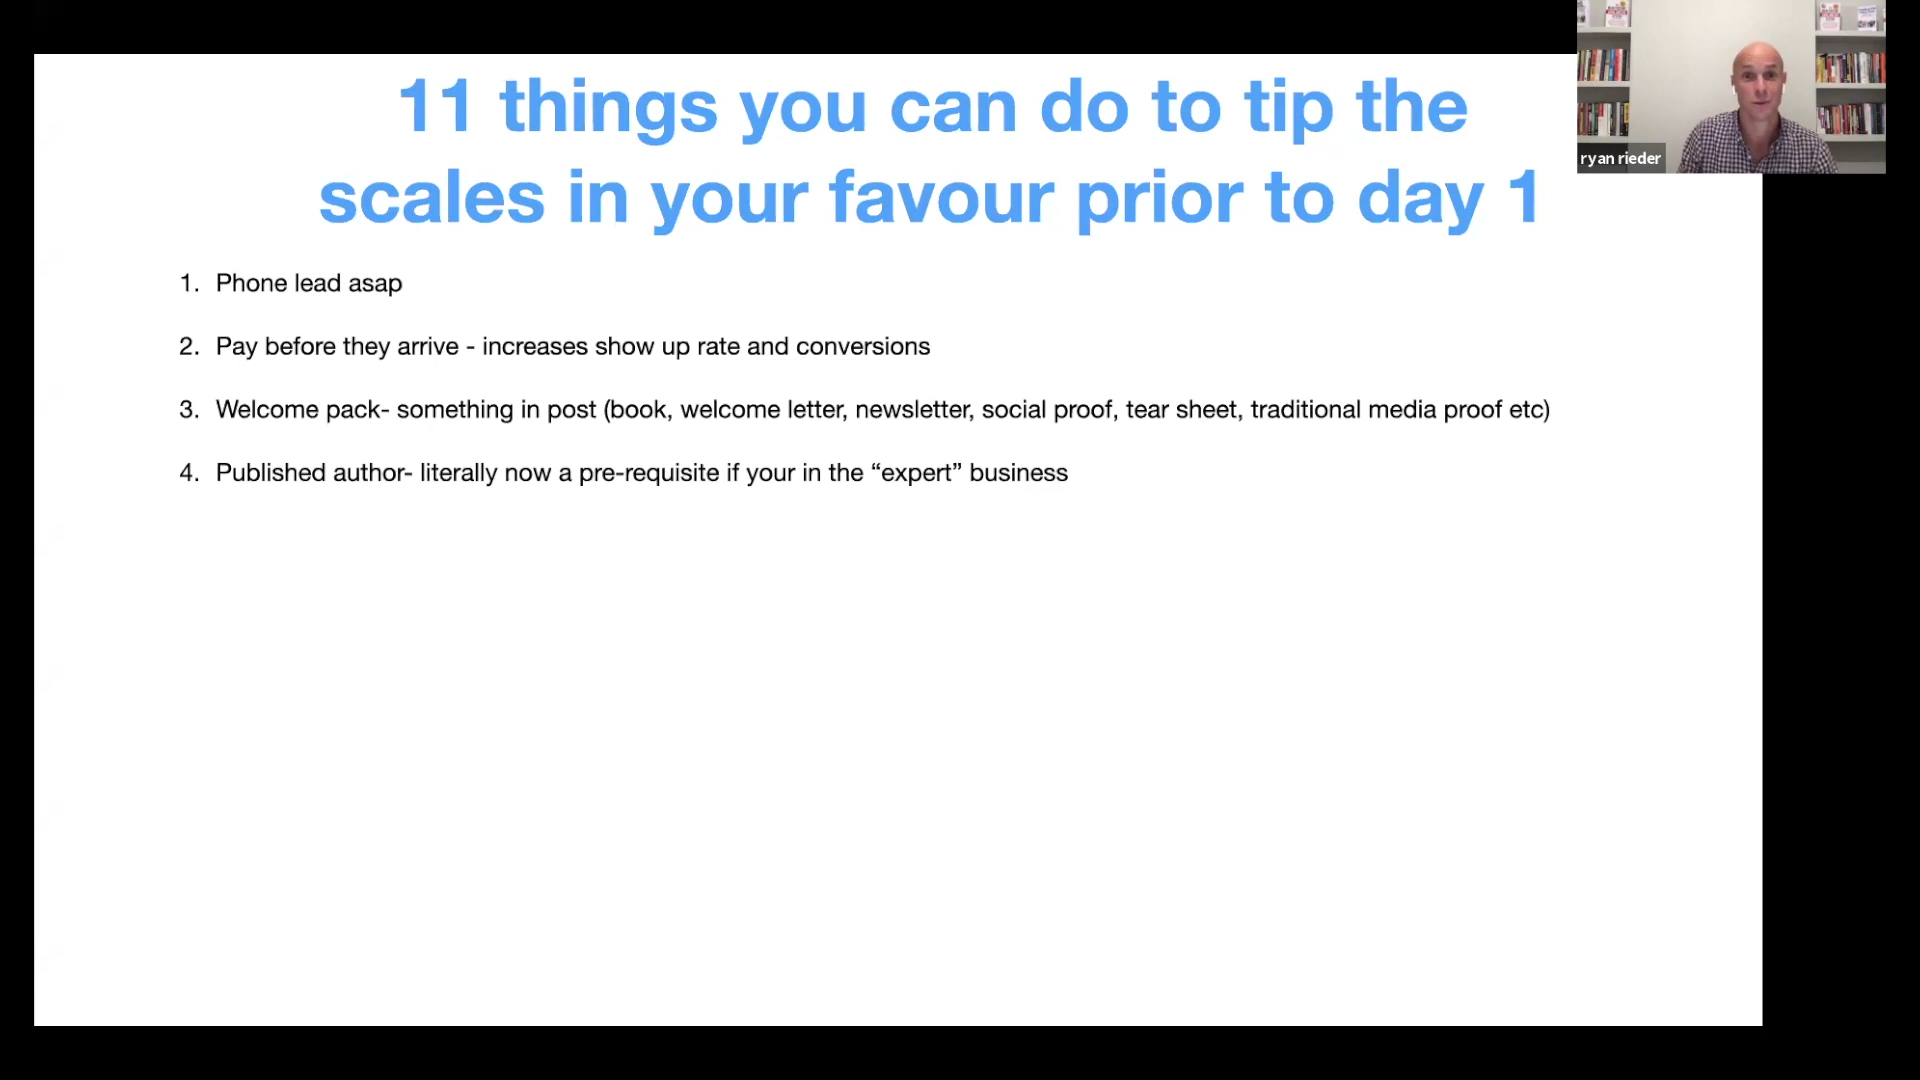 11 things you can do to tip the
scales in your favour prior to day 1
ryan rieder
1. Phone lead asap
2. Pay before they arrive - increases show up rate and conversions
3. Welcome pack- something in post (book, welcome letter, newsletter, social proof, tear sheet, traditional media proof etc)
4. Published author- literally now a pre-requisite if your in the “expert” business